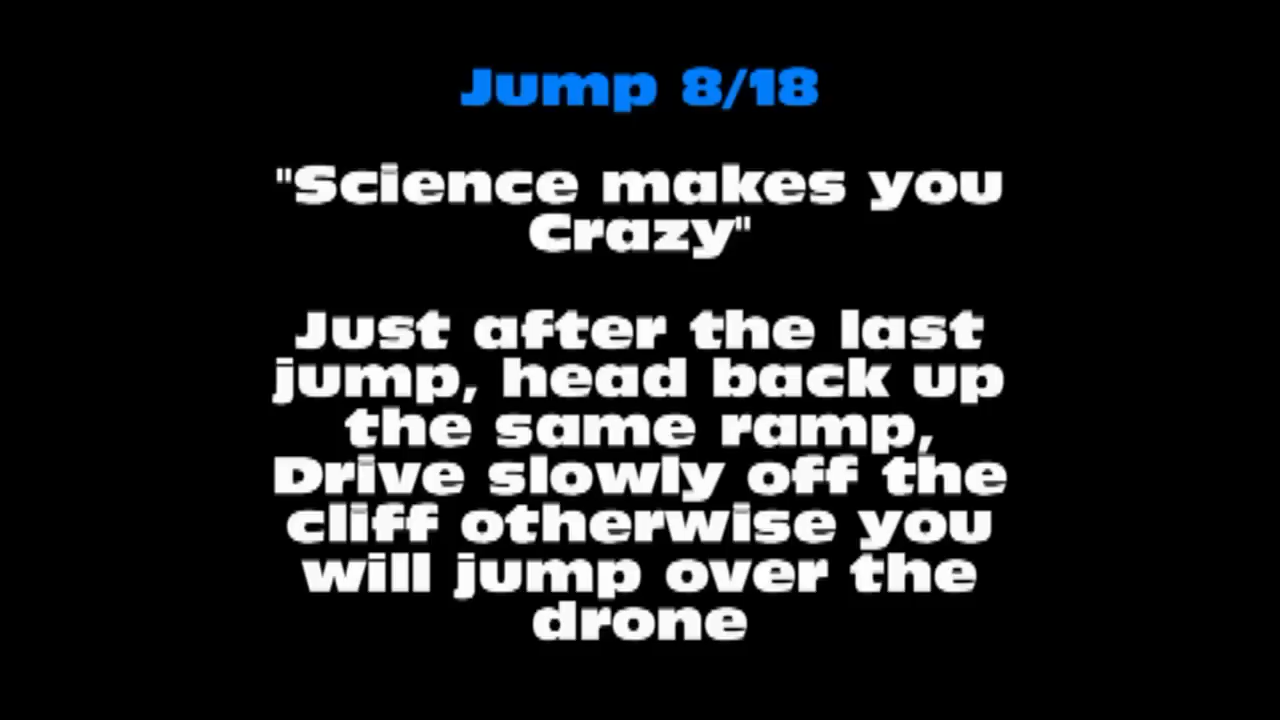 Jump 8/18
"Science makes you
Crazy"
Just after the last
jump, head back up
the same ramp,
Drive slowly off the
cliff otherwise you
will jump over the
drone